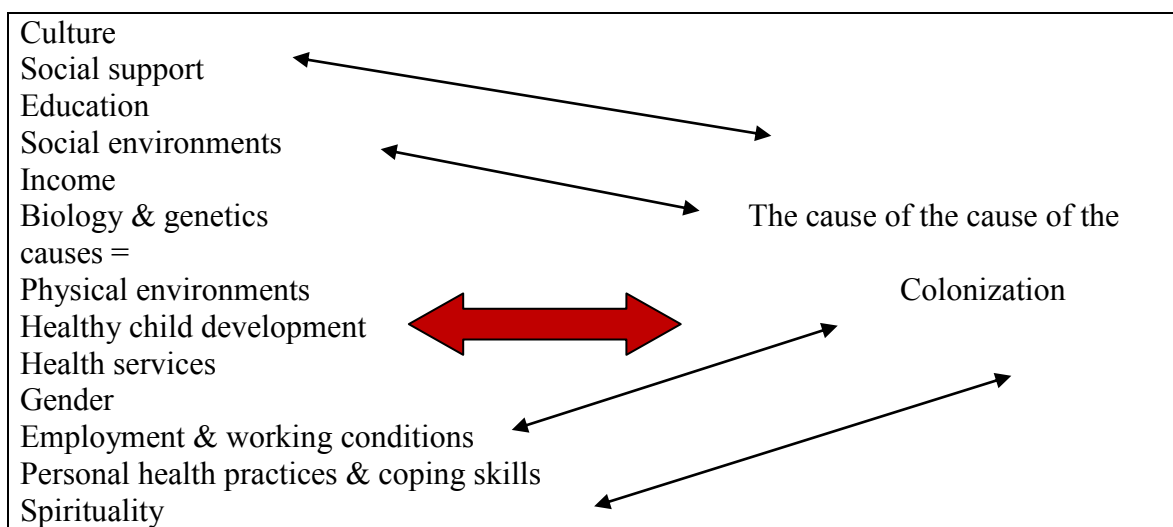 Culture
Social support
Education
Social environments
Income
Biology & genetics The cause of the cause of the
causes =
Physical environments Colonization
Healthy child development
Health services
Gender
Employment & working conditions
Personal health practices & coping skills
Spirituality